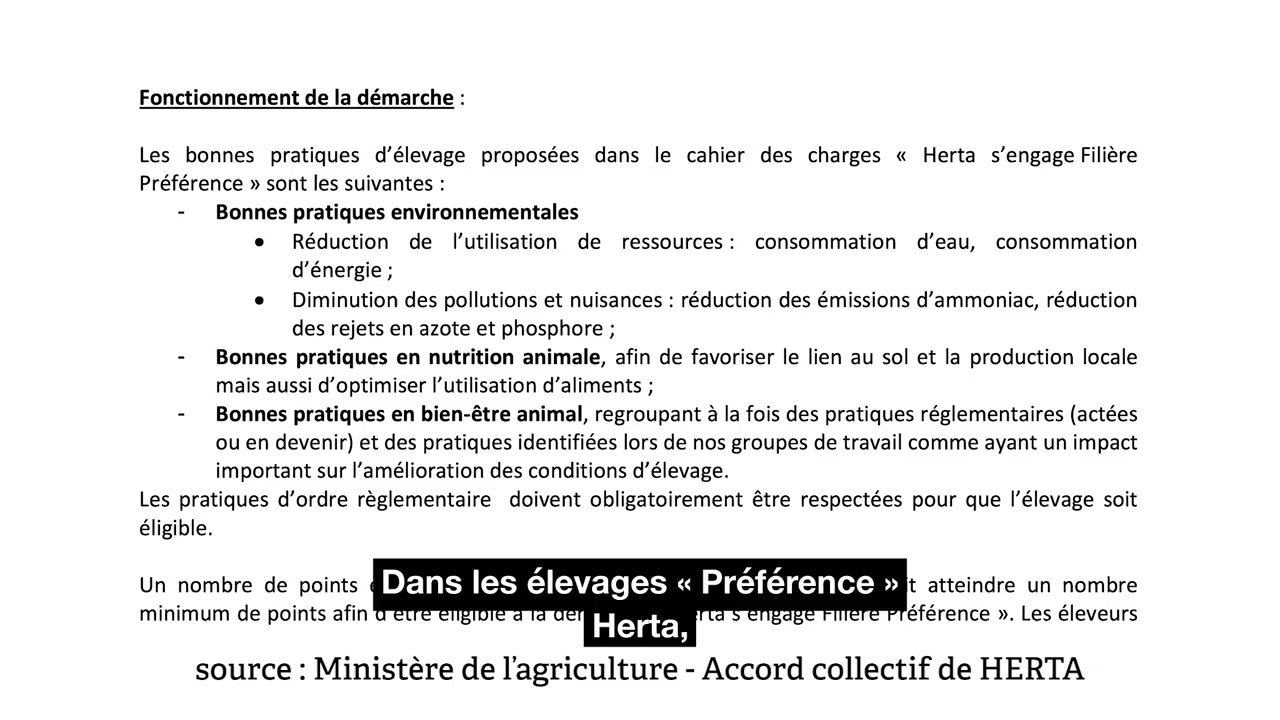 Fonctionnement de la démarche :
Les bonnes pratiques d’élevage proposées dans le cahier des charges « Herta s’engage Filière
Préférence » sont les suivantes :
- Bonnes pratiques environnementales
• Réduction de l’utilisation de ressources : consommation d’eau, consommation
d’énergie ;
• Diminution des pollutions et nuisances : réduction des émissions d’ammoniac, réduction
des rejets en azote et phosphore ;
- Bonnes pratiques en nutrition animale, afin de favoriser le lien au sol et la production locale
mais aussi d’optimiser l’utilisation d’aliments ;
- Bonnes pratiques en bien-être animal, regroupant à la fois des pratiques réglementaires (actées
ou en devenir) et des pratiques identifiées lors de nos groupes de travail comme ayant un impact
important sur l’amélioration des conditions d’élevage.
Les pratiques d’ordre règlementaire doivent obligatoirement être respectées pour que l’élevage soit
éligible.
Un nombre de points atteindre un nombre
minimum de points afin d’être éligible à la s’engage Filière Préférence ». Les éleveurs
Dans les élevages « Préférence »
Herta,
source : Ministère de l’agriculture - Accord collectif de HERTA